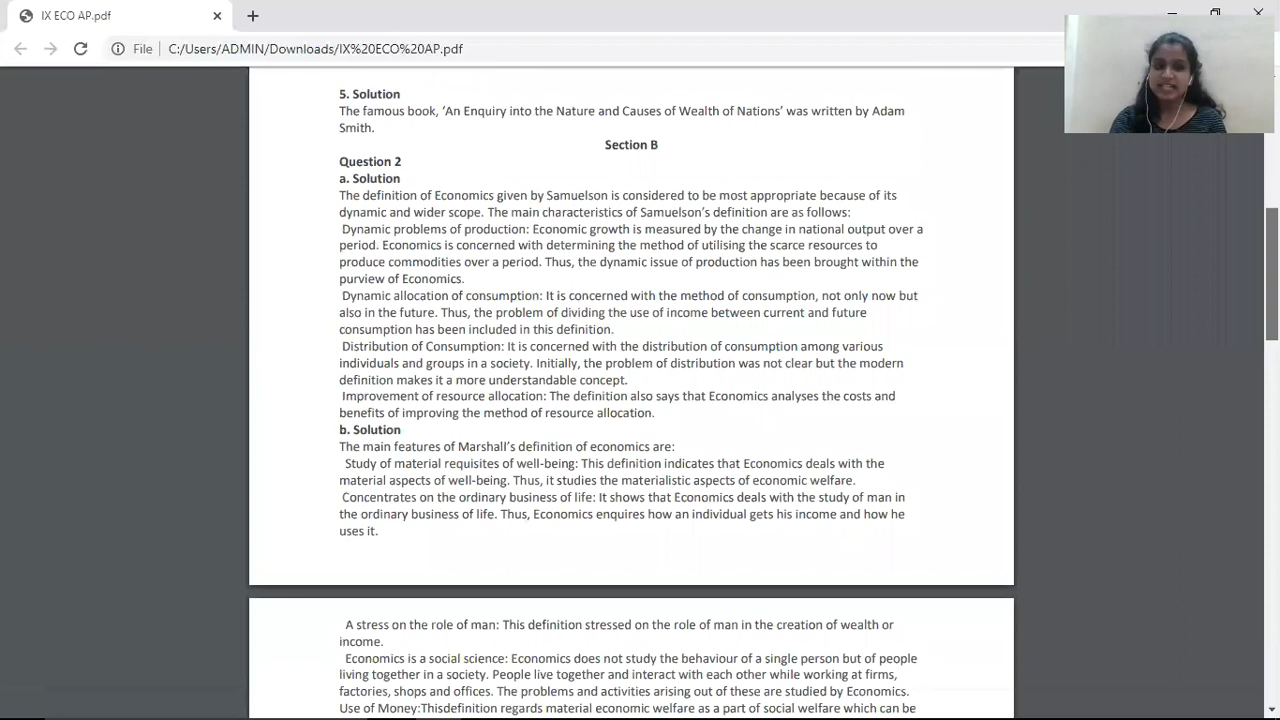 IX ECO AP.pdf
File
C:/Users/ADMIN/Downloads/IX%20ECO%20AP.pdf
5. Solution
The famous book, ‘An Enquiry into the Nature and Causes of Wealth of Nations’ was written by Adam
Smith.
Section B
Question 2
a. Solution
The definition of Economics given by Samuelson is considered to be most appropriate because of its
dynamic and wider scope. The main characteristics of Samuelson’s definition are as follows:
Dynamic problems of production: Economic growth is measured by the change in national output over a
period. Economics is concerned with determining the method of utilising the scarce resources to
produce commodities over a period. Thus, the dynamic issue of production has been brought within the
purview of Economics.
Dynamic allocation of consumption: It is concerned with the method of consumption, not only now but
also in the future. Thus, the problem of dividing the use of income between current and future
consumption has been included in this definition.
Distribution of Consumption: It is concerned with the distribution of consumption among various
individuals and groups in a society. Initially, the problem of distribution was not clear but the modern
definition makes it a more understandable concept.
Improvement of resource allocation: The definition also says that Economics analyses the costs and
benefits of improving the method of resource allocation.
b. Solution
The main features of Marshall’s definition of economics are:
Study of material requisites of well-being: This definition indicates that Economics deals with the
material aspects of well-being. Thus, it studies the materialistic aspects of economic welfare.
Concentrates on the ordinary business of life: It shows that Economics deals with the study of man in
the ordinary business of life. Thus, Economics enquires how an individual gets his income and how he
uses it.
A stress on the role of man: This definition stressed on the role of man in the creation of wealth or
income.
Economics is a social science: Economics does not study the behaviour of a single person but of people
living together in a society. People live together and interact with each other while working at firms,
factories, shops and offices. The problems and activities arising out of these are studied by Economics.
Use of Money:Thisdefinition regards material economic welfare as a part of social welfare which can be